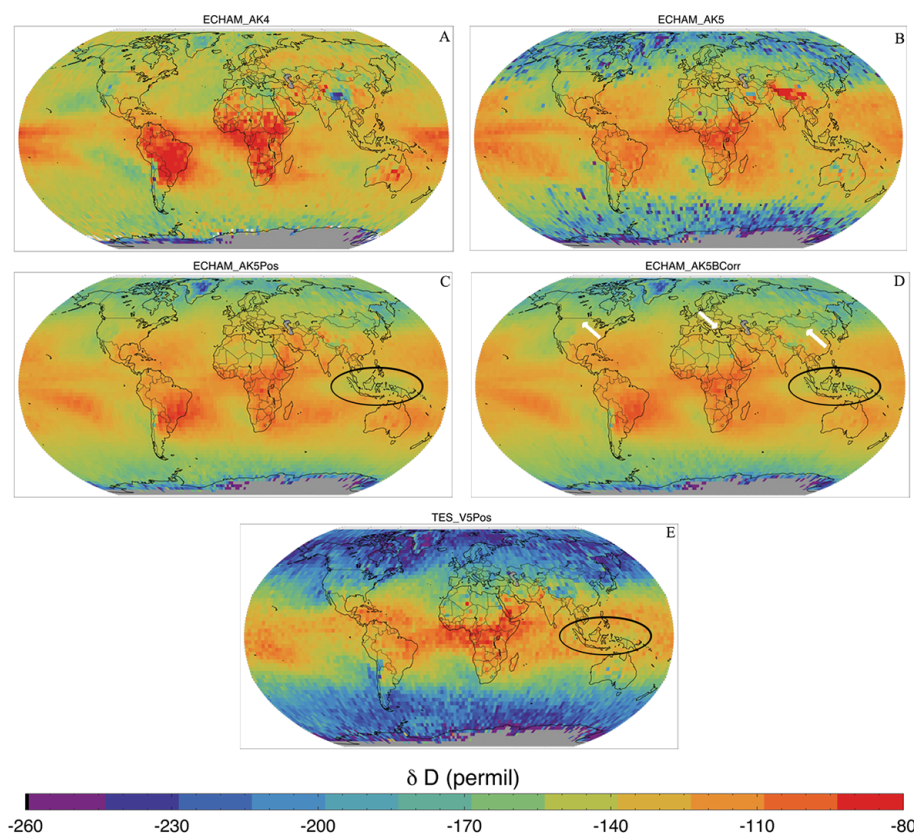 ECHAM_AK4
A
ECHAM_AK5
B
ECHAM_AK5Pos
C
ECHAM_AK5BCorr
D
TES_V5Pos
E
δ D (permil)
-260 -230 -200 -170 -140 -110 -80